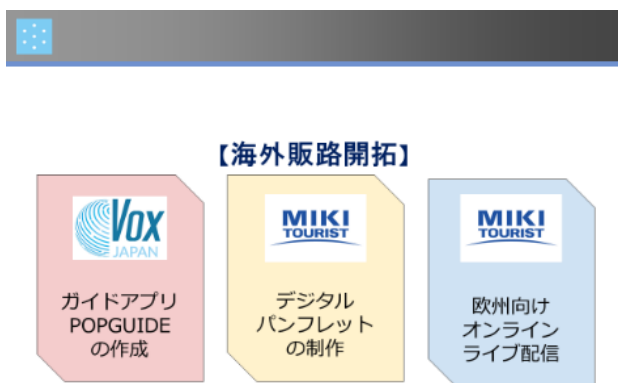 【海外販路開拓】
Vox
JAPAN
ガイドアプリ
POPGUIDE
の作成
MIKI
TOURIST
デジタル
パンフレット
の制作
MIKI
TOURIST
欧州向け
オンライン
ライブ配信